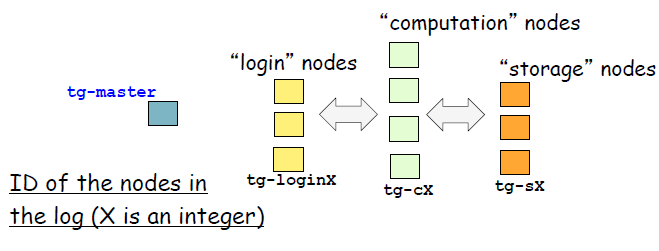 “computation” nodes
“login” nodes
“storage” nodes
tg-master
tg-loginX
tg-cX
tg-sX
ID of the nodes in
the log (X is an integer)